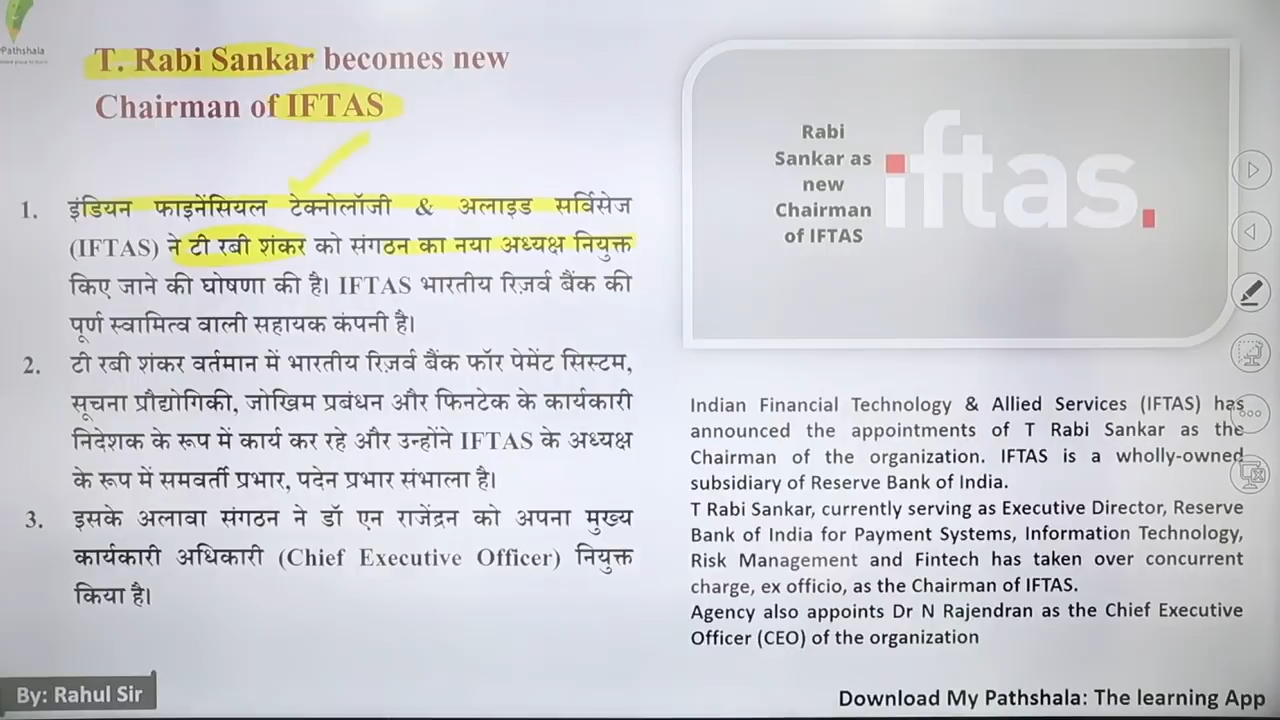 Pathshala
T. Rabi Sankar becomes new
Chairman of IFTAS
1. इंडियन फाइनेंसियल टेक्नोलॉजी & अलाइड सर्विसेज
(IFTAS) ने टी रबी शंकर को संगठन का नया अध्यक्ष नियुक्त
किए जाने की घोषणा की है। IFTAS भारतीय रिज़र्व बैंक की
पूर्ण स्वामित्व वाली सहायक कंपनी है।
2. टी रबी शंकर वर्तमान में भारतीय रिज़र्व बैंक फॉर पेमेंट सिस्टम,
सूचना प्रौद्योगिकी, जोखिम प्रबंधन और फिनटेक के कार्यकारी
निदेशक के रूप में कार्य कर रहे और उन्होंने IFTAS के अध्यक्ष
के रूप में समवर्ती प्रभार, पदेन प्रभार संभाला है।
3. इसके अलावा संगठन ने डॉ एन राजेंद्रन को अपना मुख्य
कार्यकारी अधिकारी (Chief Executive Officer) नियुक्त
किया है।
Rabi
Sankar as
new
Chairman
of IFTAS
iftas.
Indian Financial Technology & Allied Services (IFTAS) has
announced the appointments of T Rabi Sankar as the
Chairman of the organization. IFTAS is a wholly-owned
subsidiary of Reserve Bank of India.
T Rabi Sankar, currently serving as Executive Director, Reserve
Bank of India for Payment Systems, Information Technology,
Risk Management and Fintech has taken over concurrent
charge, ex officio, as the Chairman of IFTAS.
Agency also appoints Dr N Rajendran as the Chief Executive
Officer (CEO) of the organization
By: Rahul Sir
Download My Pathshala: The learning App